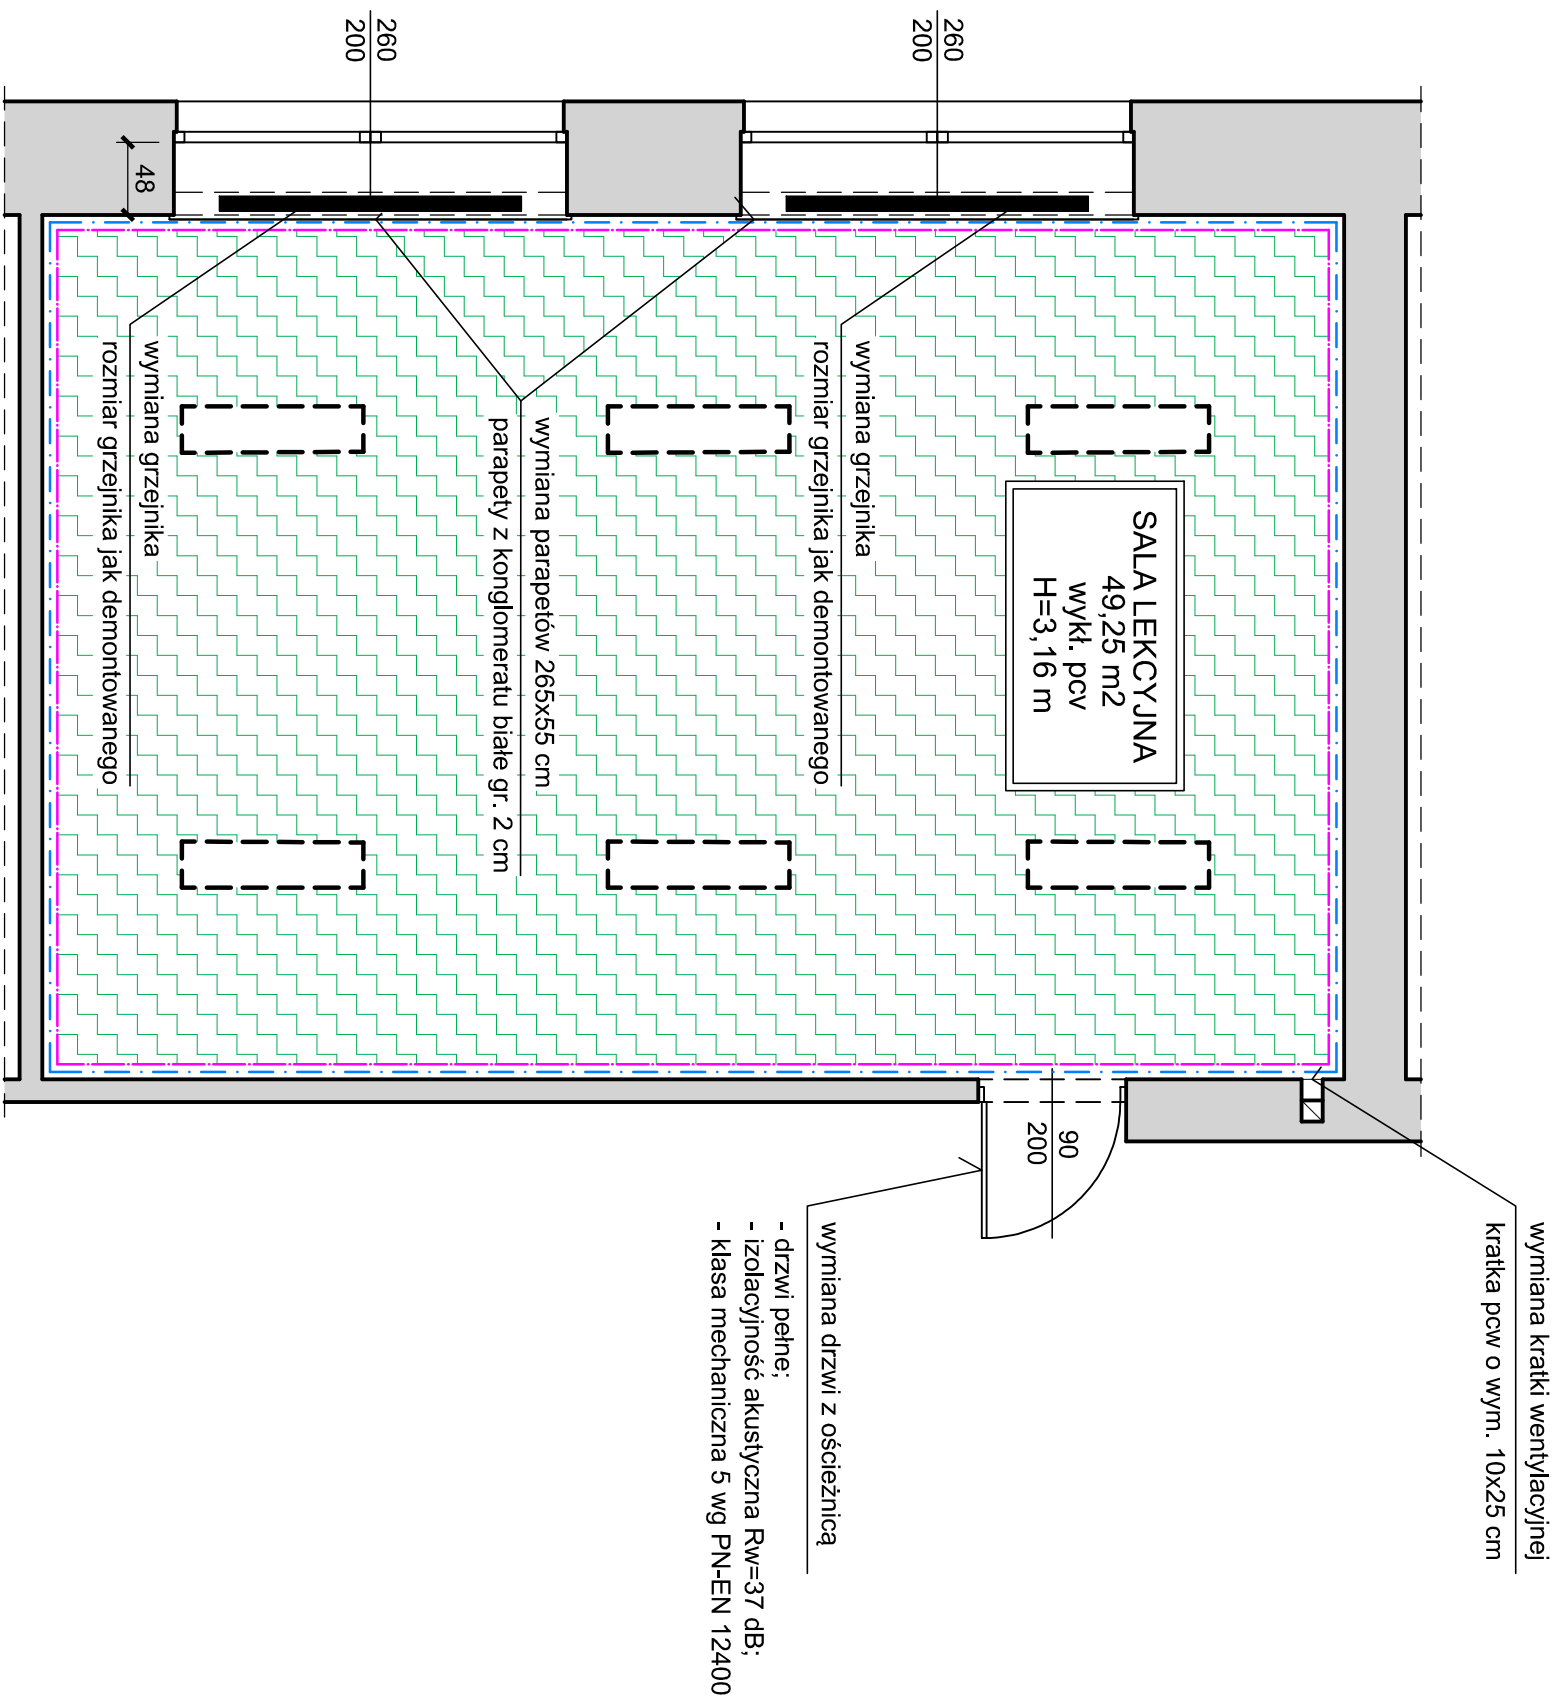 260
200
260
200
48
wymiana grzejnika
rozmiar grzejnika jak demontowanego
wymiana parapetów 265x55 cm
parapety z konglomeratu białe gr. 2 cm
wymiana grzejnika
rozmiar grzejnika jak demontowanego
SALA LEKCYJNA
49,25 m2
wykł. pcv
H=3,16 m
90
200
wymiana kratki wentylacyjnej
kratka pcw o wym. 10x25 cm
wymiana drzwi z ościeżnicą
- drzwi pełne;
- izolacyjność akustyczna Rw=37 dB;
- klasa mechaniczna 5 wg PN-EN 12400